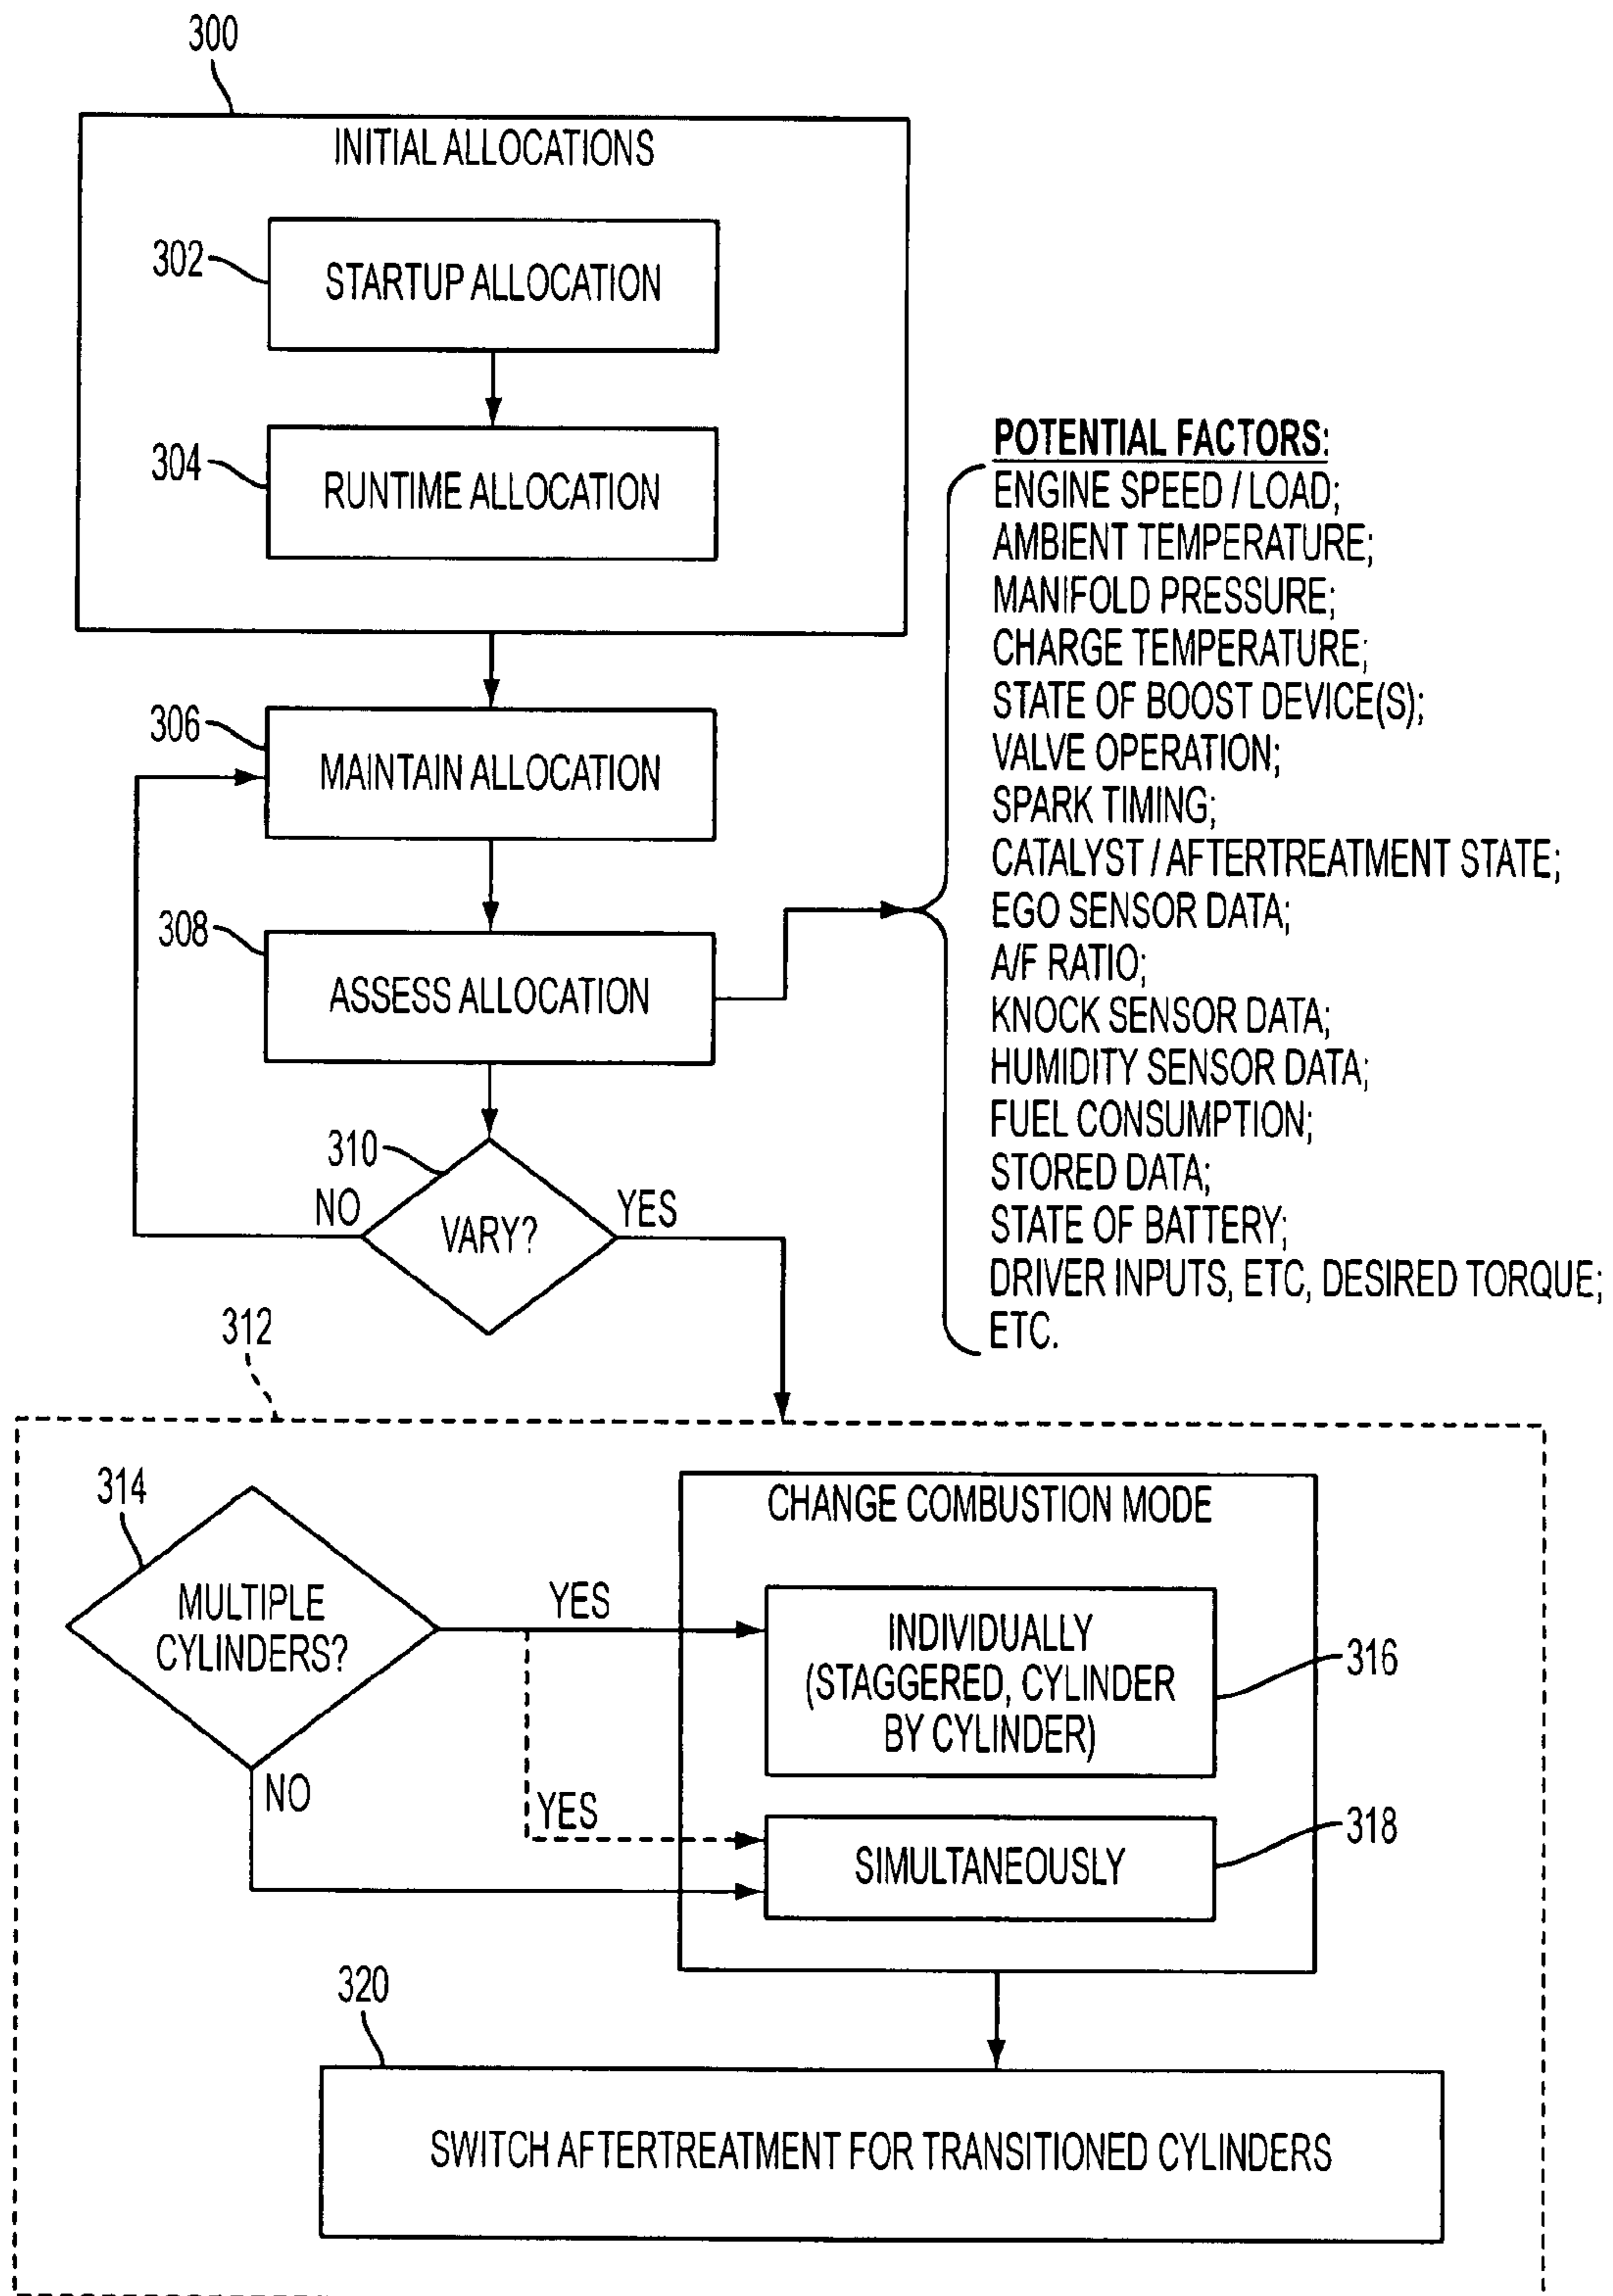 300
INITIAL ALLOCATIONS
302
STARTUP ALLOCATION
304
RUNTIME ALLOCATION
306
MAINTAIN ALLOCATION
308
ASSESS ALLOCATION
POTENTIAL FACTORS:
ENGINE SPEED / LOAD;
AMBIENT TEMPERATURE;
MANIFOLD PRESSURE;
CHARGE TEMPERATURE;
STATE OF BOOST DEVICE(S);
VALVE OPERATION;
SPARK TIMING;
CATALYST / AFTERTREATMENT STATE;
EGO SENSOR DATA;
A/F RATIO;
KNOCK SENSOR DATA;
HUMIDITY SENSOR DATA;
FUEL CONSUMPTION;
STORED DATA;
STATE OF BATTERY;
DRIVER INPUTS, ETC, DESIRED TORQUE;
ETC.
310
NO
VARY?
YES
312
314
MULTIPLE
CYLINDERS?
YES
NO
YES
CHANGE COMBUSTION MODE
INDIVIDUALLY
(STAGGERED, CYLINDER
BY CYLINDER)
316
SIMULTANEOUSLY
318
320
SWITCH AFTERTREATMENT FOR TRANSITIONED CYLINDERS